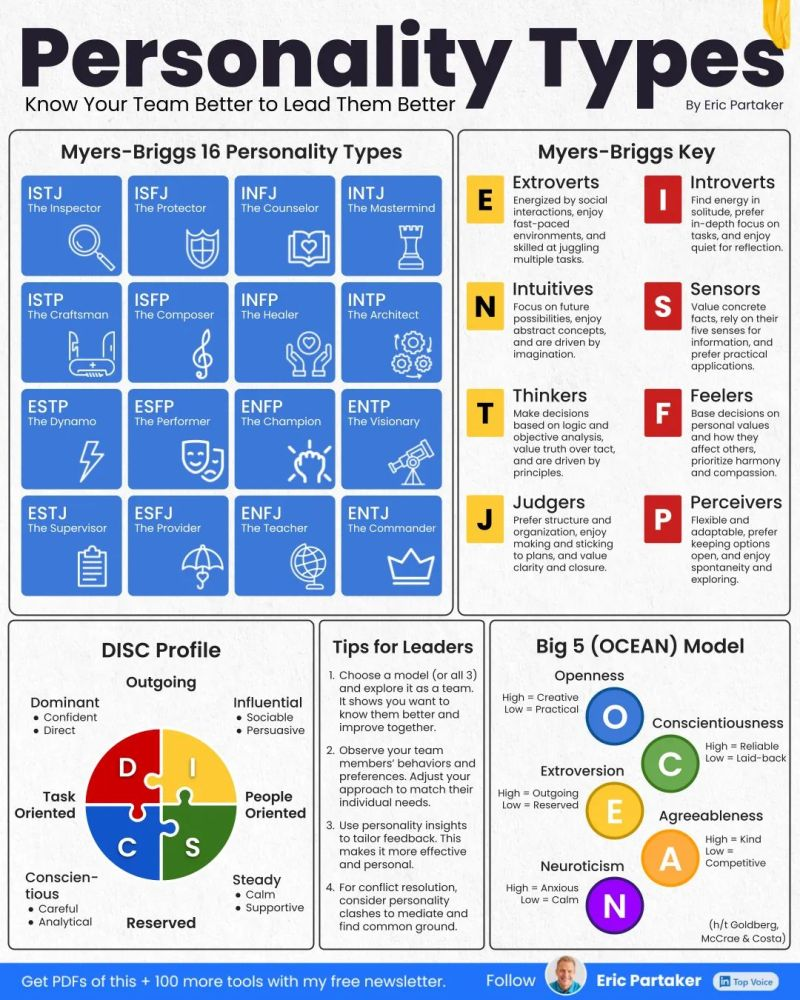 Personality Types
Know Your Team Better to Lead Them Better
By Eric Partaker
Myers-Briggs 16 Personality Types
ISTJ
The Inspector
ISFJ
The Protector
INFJ
The Counselor
INTJ
The Mastermind
ISTP
The Craftsman
ISFP
The Composer
INFP
The Healer
INTP
The Architect
ESTP
The Dynamo
ESFP
The Performer
ENFP
The Champion
ENTP
The Visionary
ESTJ
The Supervisor
ESFJ
The Provider
ENFJ
The Teacher
ENTJ
The Commander
Myers-Briggs Key
E
Extroverts
Energized by social
interactions, enjoy
fast-paced
environments, and
skilled at juggling
multiple tasks.
I
Introverts
Find energy in
solitude, prefer
in-depth focus on
tasks, and enjoy
quiet for reflection.
N
Intuitives
Focus on future
possibilities, enjoy
abstract concepts,
and are driven by
imagination.
S
Sensors
Value concrete
facts, rely on their
five senses for
information, and
prefer practical
applications.
T
Thinkers
Make decisions
based on logic and
objective analysis,
value truth over tact,
and are driven by
principles.
F
Feelers
Base decisions on
personal values
and how they
affect others,
prioritize harmony
and compassion.
J
Judgers
Prefer structure and
organization, enjoy
making and sticking
to plans, and value
clarity and closure.
P
Perceivers
Flexible and
adaptable, prefer
keeping options
open, and enjoy
spontaneity and
exploring.
DISC Profile
Outgoing
Dominant
• Confident
• Direct
Influential
• Sociable
• Persuasive
D
I
Task
Oriented
People
Oriented
C
S
Conscien-
tious
• Careful
• Analytical
Steady
• Calm
• Supportive
Reserved
Tips for Leaders
1. Choose a model (or all 3)
and explore it as a team.
It shows you want to
know them better and
improve together.
2. Observe your team
members' behaviors and
preferences. Adjust your
approach to match their
individual needs.
3. Use personality insights
to tailor feedback. This
makes it more effective
and personal.
4. For conflict resolution,
consider personality
clashes to mediate and
find common ground.
Big 5 (OCEAN) Model
Openness
High = Creative
Low = Practical
O
Conscientiousness
High = Reliable
Low = Laid-back
C
Extroversion
High = Outgoing
Low = Reserved
E
Agreeableness
High = Kind
Low =
Competitive
A
Neuroticism
High = Anxious
Low = Calm
N
(h/t Goldberg,
McCrae & Costa)
Get PDFs of this + 100 more tools with my free newsletter.
Follow
Eric Partaker
in Top Voice